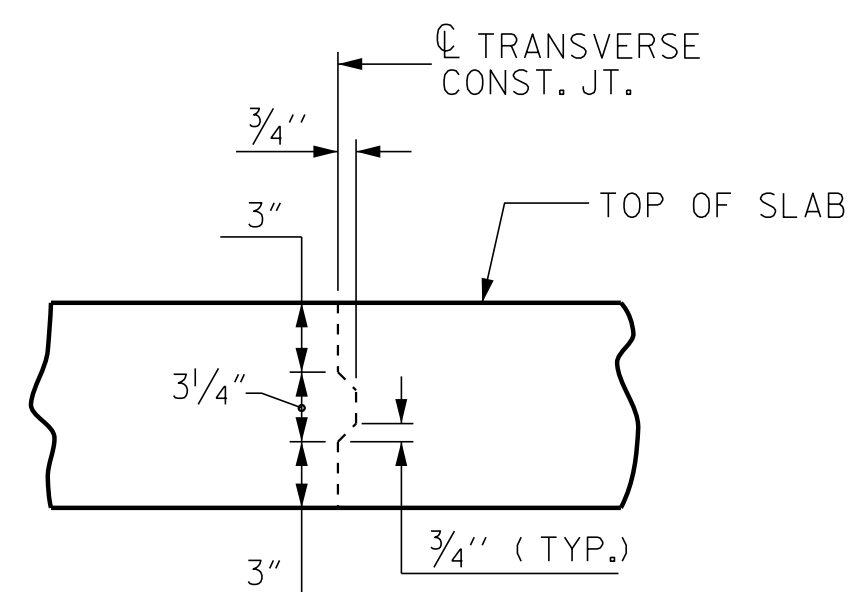 ℄ TRANSVERSE
CONST. JT.
3/4''
TOP OF SLAB
3"
3 1/4"
3/4'' (TYP.)
3"